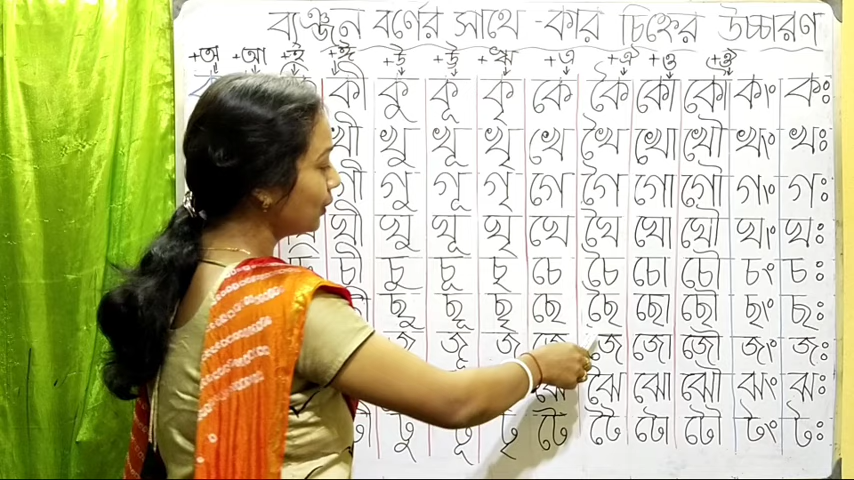 ব্যঞ্জন বর্ণের সাথে -কার চিহ্নের উচ্চারণ
+অ +আ +ই +ঈ +উ +ঊ +ঋ +এ +ঐ +ও +ঔ
কী কু কূ কৃ কে কৈ কো কৌ কং কঃ
খী খু খূ খৃ খে খৈ খো খৌ খং খঃ
গী গু গূ গৃ গে গৈ গো গৌ গং গঃ
ঘী ঘু ঘূ ঘৃ ঘে ঘৈ ঘো ঘৌ ঘং ঘঃ
চী চু চূ চৃ চে চৈ চো চৌ চং চঃ
ছু ছূ ছৃ ছে ছৈ ছো ছৌ ছং ছঃ
জু জূ জৃ জৈ জো জৌ জং জঃ
ঝে ঝৈ ঝো ঝৌ ঝং ঝঃ
টী টু টূ টৃ টে টৈ টো টৌ টং টঃ